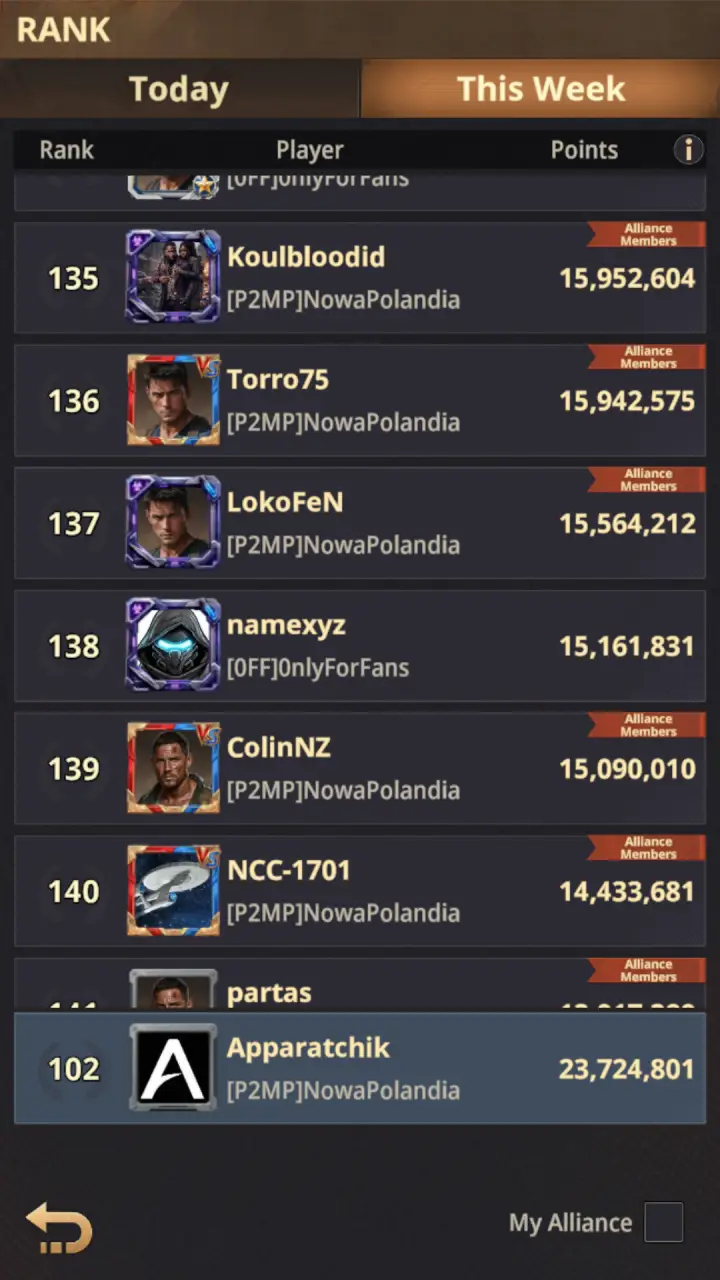 RANK
Today
This Week
Rank
Player
Points
[0FF]0nlyForFans
Alliance
Members
135
Koulbloodid
[P2MP]NowaPolandia
15,952,604
Alliance
Members
136
Torro75
[P2MP]NowaPolandia
15,942,575
Alliance
Members
137
LokoFeN
[P2MP]NowaPolandia
15,564,212
138
namexyz
[0FF]0nlyForFans
15,161,831
Alliance
Members
139
ColinNZ
[P2MP]NowaPolandia
15,090,010
Alliance
Members
140
NCC-1701
[P2MP]NowaPolandia
14,433,681
Alliance
Members
partas
102
Apparatchik
[P2MP]NowaPolandia
23,724,801
My Alliance